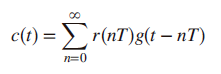 c(t) = ∑_{n=0}^{∞} r(nT)g(t − nT)